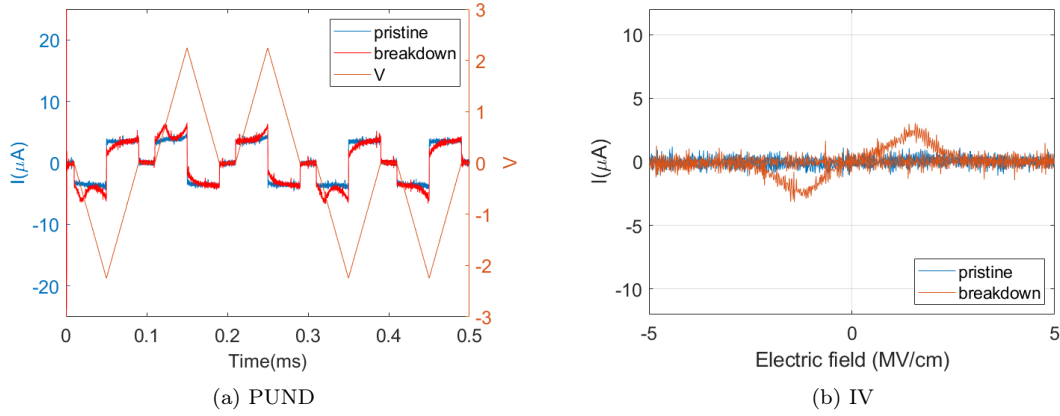 pristine
breakdown
V
20
10
0
-10
-20
I(μA)
3
2
1
0
-1
-2
-3
V
0
0.1
0.2
0.3
0.4
0.5
Time(ms)
(a) PUND
10
5
0
-5
-10
I(μA)
pristine
breakdown
-5
0
5
Electric field (MV/cm)
(b) IV